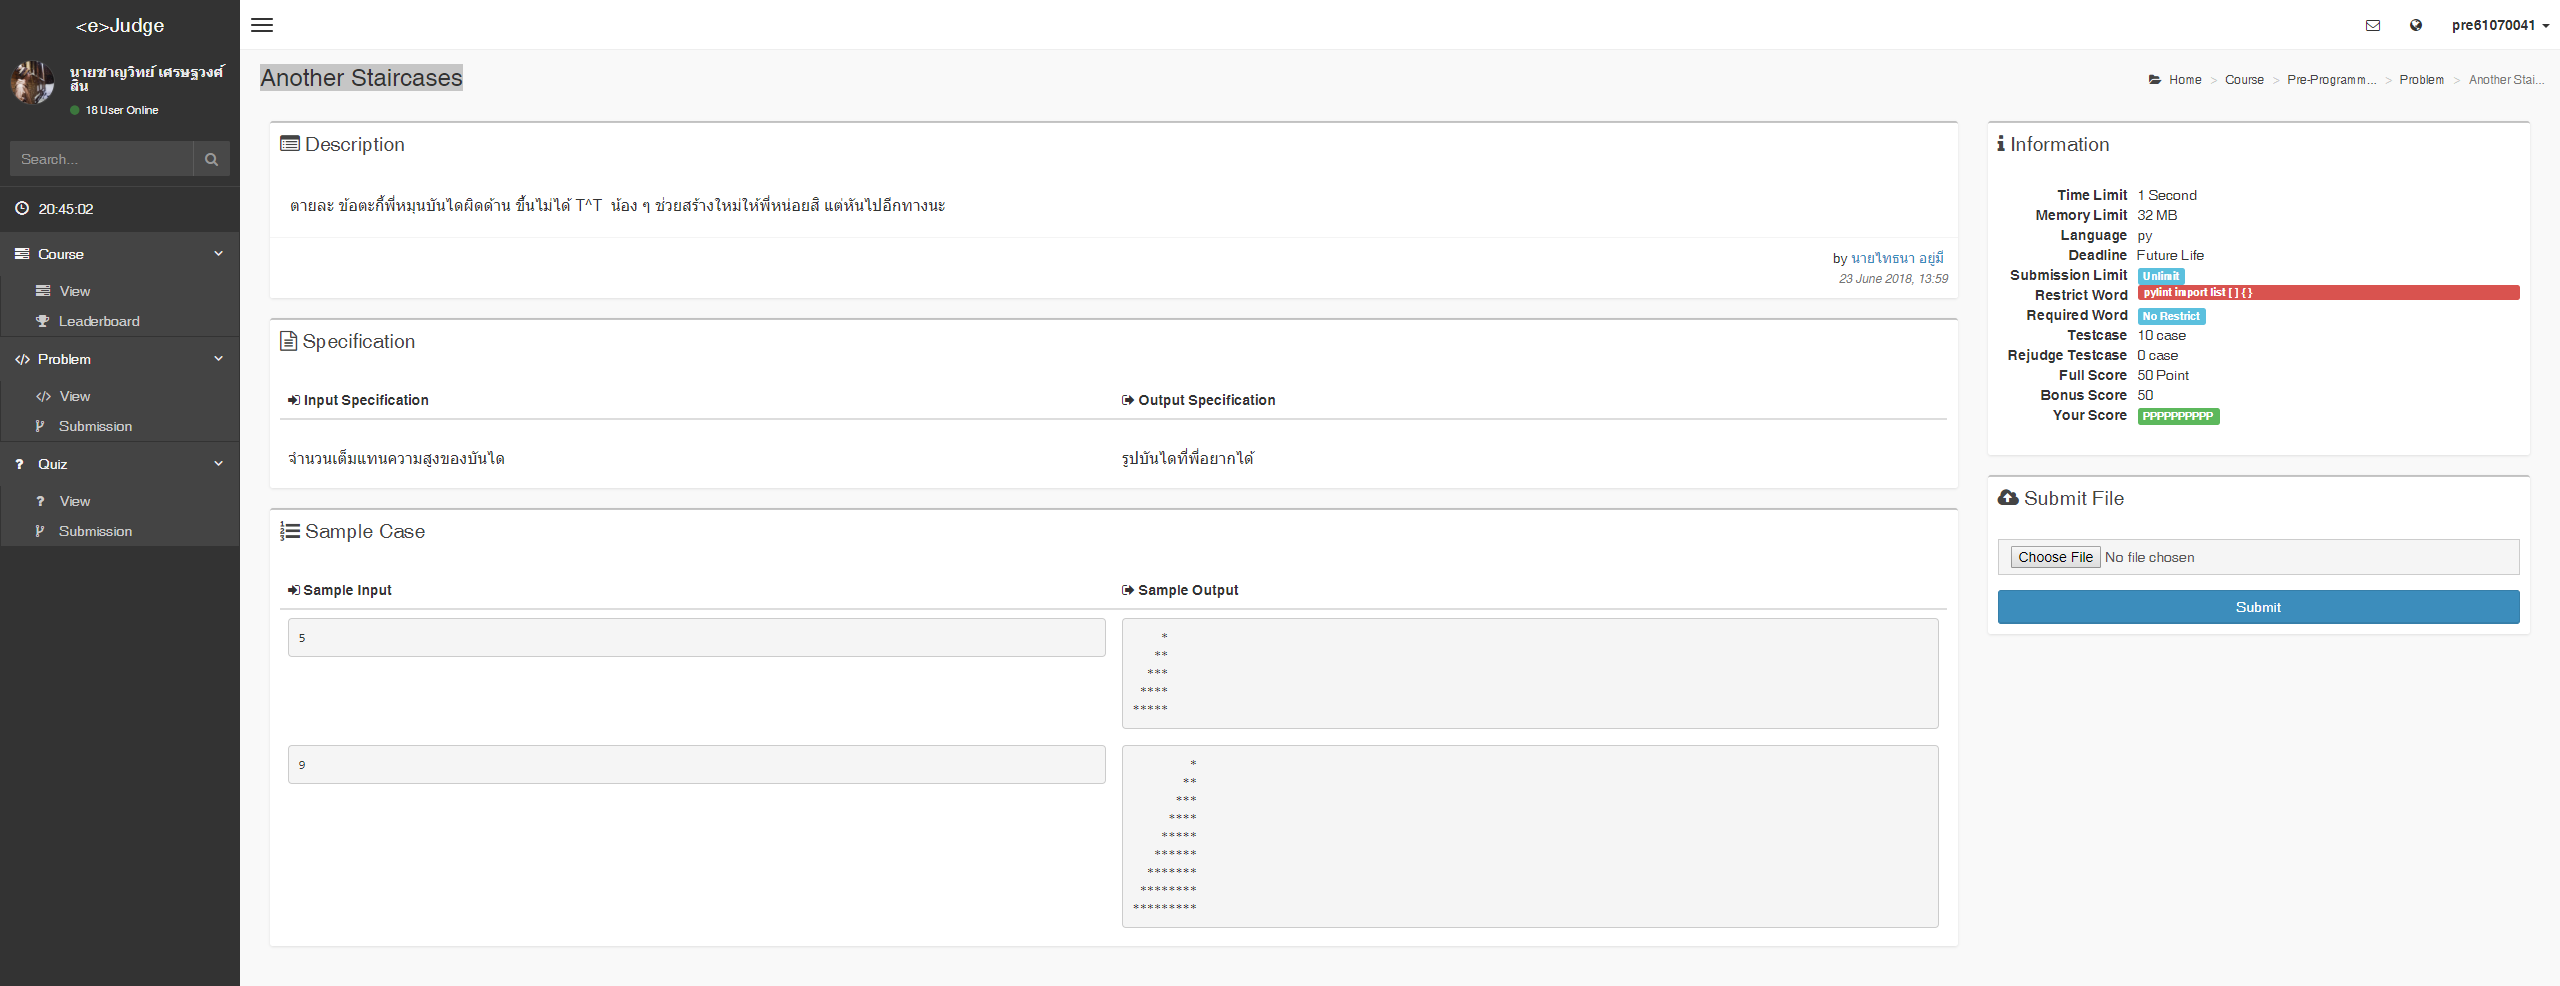 <e>Judge
pre61070041
นายชาญวิทย์ เศรษฐวงศ์
สิน
18 User Online
Search...
20:45:02
Course
View
Leaderboard
Problem
View
Submission
Quiz
View
Submission
Another Staircases
Home > Course > Pre-Programm... > Problem > Another Stai...
Description
ตายละ ข้อตะกี้พี่หมุนบันไดผิดด้าน ขึ้นไม่ได้ T^T  น้อง ๆ ช่วยสร้างใหม่ให้พี่หน่อยสิ แต่หันไปอีกทางนะ
by นายไทธนา อยู่มี
23 June 2018, 13:59
Specification
Input Specification
Output Specification
จำนวนเต็มแทนความสูงของบันได
รูปบันไดที่พี่อยากได้
Sample Case
Sample Input
Sample Output
5
    *
   **
  ***
 ****
*****
9
        *
       **
      ***
     ****
    *****
   ******
  *******
 ********
*********
Information
Time Limit 1 Second
Memory Limit 32 MB
Language py
Deadline Future Life
Submission Limit Unlimit
Restrict Word pylint import list [ ] { }
Required Word No Restrict
Testcase 10 case
Rejudge Testcase 0 case
Full Score 50 Point
Bonus Score 50
Your Score PPPPPPPPPP
Submit File
Choose File No file chosen
Submit